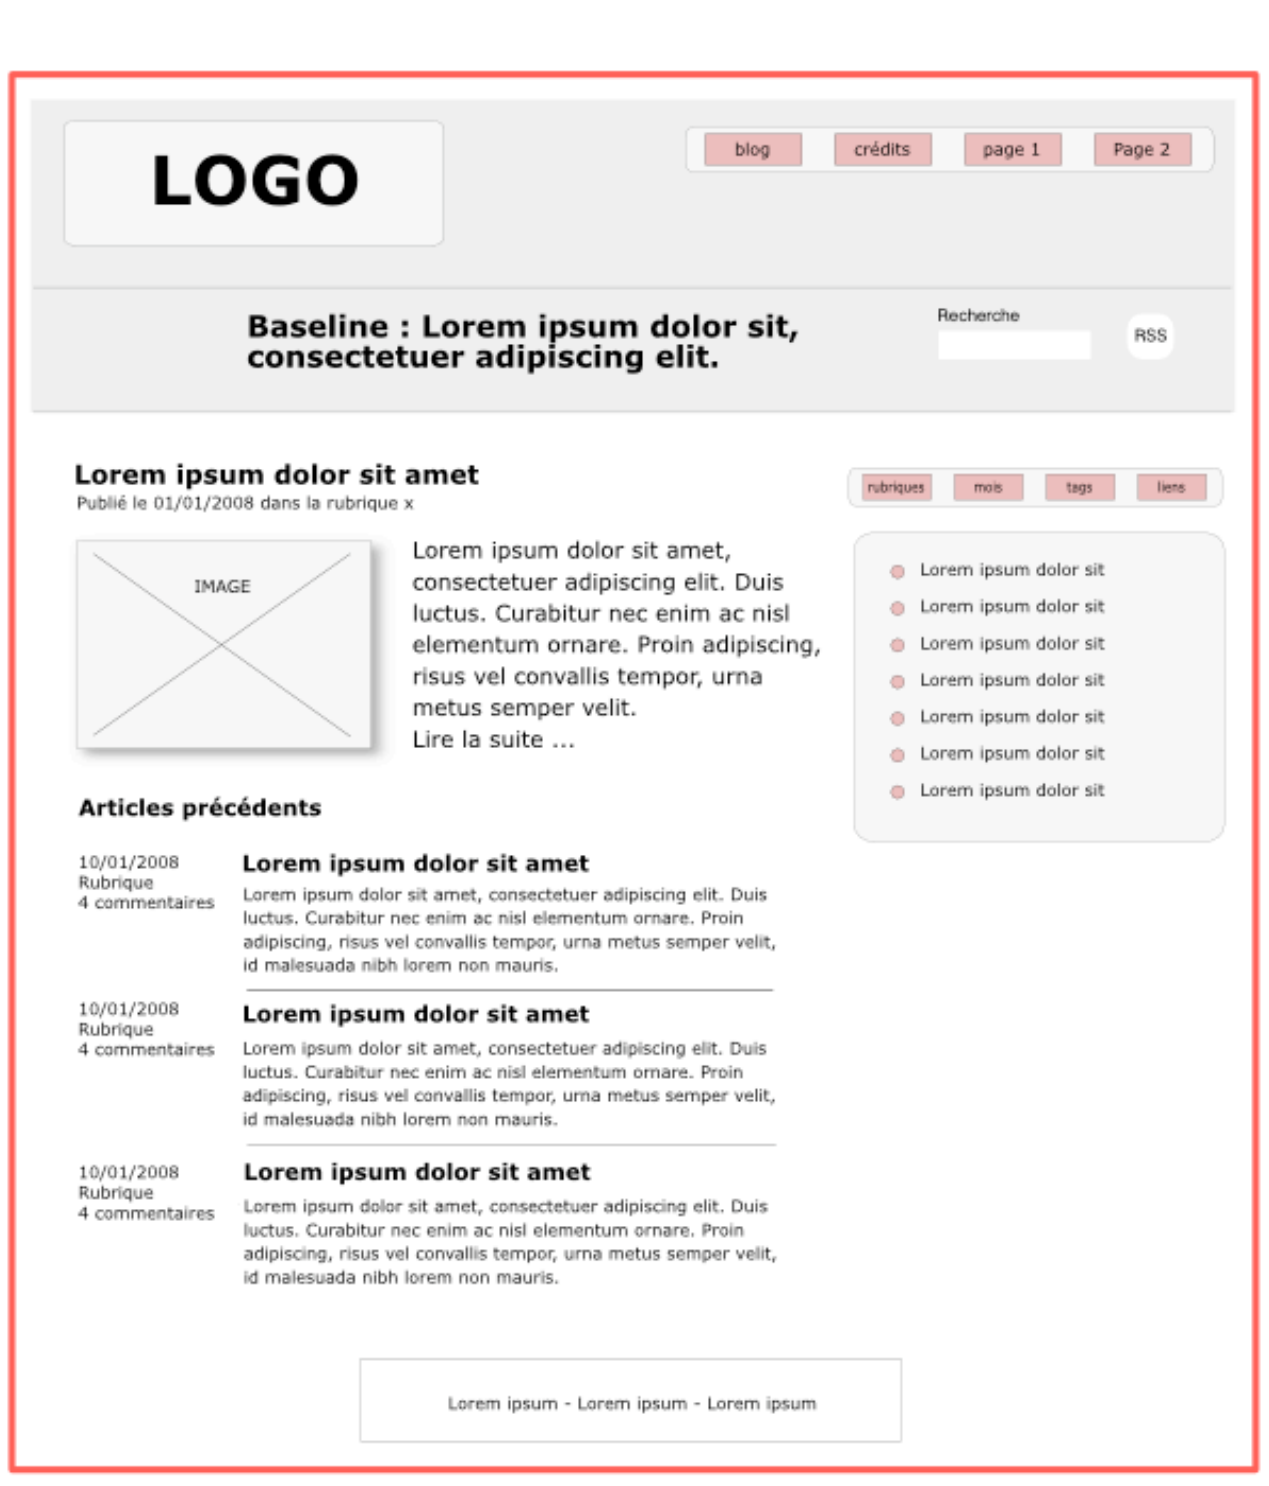 LOGO
blog
crédits
page 1
Page 2
Baseline : Lorem ipsum dolor sit,
consectetuer adipiscing elit.
Recherche
RSS
Lorem ipsum dolor sit amet
Publié le 01/01/2008 dans la rubrique x
IMAGE
Lorem ipsum dolor sit amet,
consectetuer adipiscing elit. Duis
luctus. Curabitur nec enim ac nisl
elementum ornare. Proin adipiscing,
risus vel convallis tempor, urna
metus semper velit.
Lire la suite ...
rubriques
mois
tags
liens
Lorem ipsum dolor sit
Lorem ipsum dolor sit
Lorem ipsum dolor sit
Lorem ipsum dolor sit
Lorem ipsum dolor sit
Lorem ipsum dolor sit
Lorem ipsum dolor sit
Articles précédents
10/01/2008
Rubrique
4 commentaires
Lorem ipsum dolor sit amet
Lorem ipsum dolor sit amet, consectetuer adipiscing elit. Duis
luctus. Curabitur nec enim ac nisl elementum ornare. Proin
adipiscing, risus vel convallis tempor, urna metus semper velit,
id malesuada nibh lorem non mauris.
10/01/2008
Rubrique
4 commentaires
Lorem ipsum dolor sit amet
Lorem ipsum dolor sit amet, consectetuer adipiscing elit. Duis
luctus. Curabitur nec enim ac nisl elementum ornare. Proin
adipiscing, risus vel convallis tempor, urna metus semper velit,
id malesuada nibh lorem non mauris.
10/01/2008
Rubrique
4 commentaires
Lorem ipsum dolor sit amet
Lorem ipsum dolor sit amet, consectetuer adipiscing elit. Duis
luctus. Curabitur nec enim ac nisl elementum ornare. Proin
adipiscing, risus vel convallis tempor, urna metus semper velit,
id malesuada nibh lorem non mauris.
Lorem ipsum - Lorem ipsum - Lorem ipsum